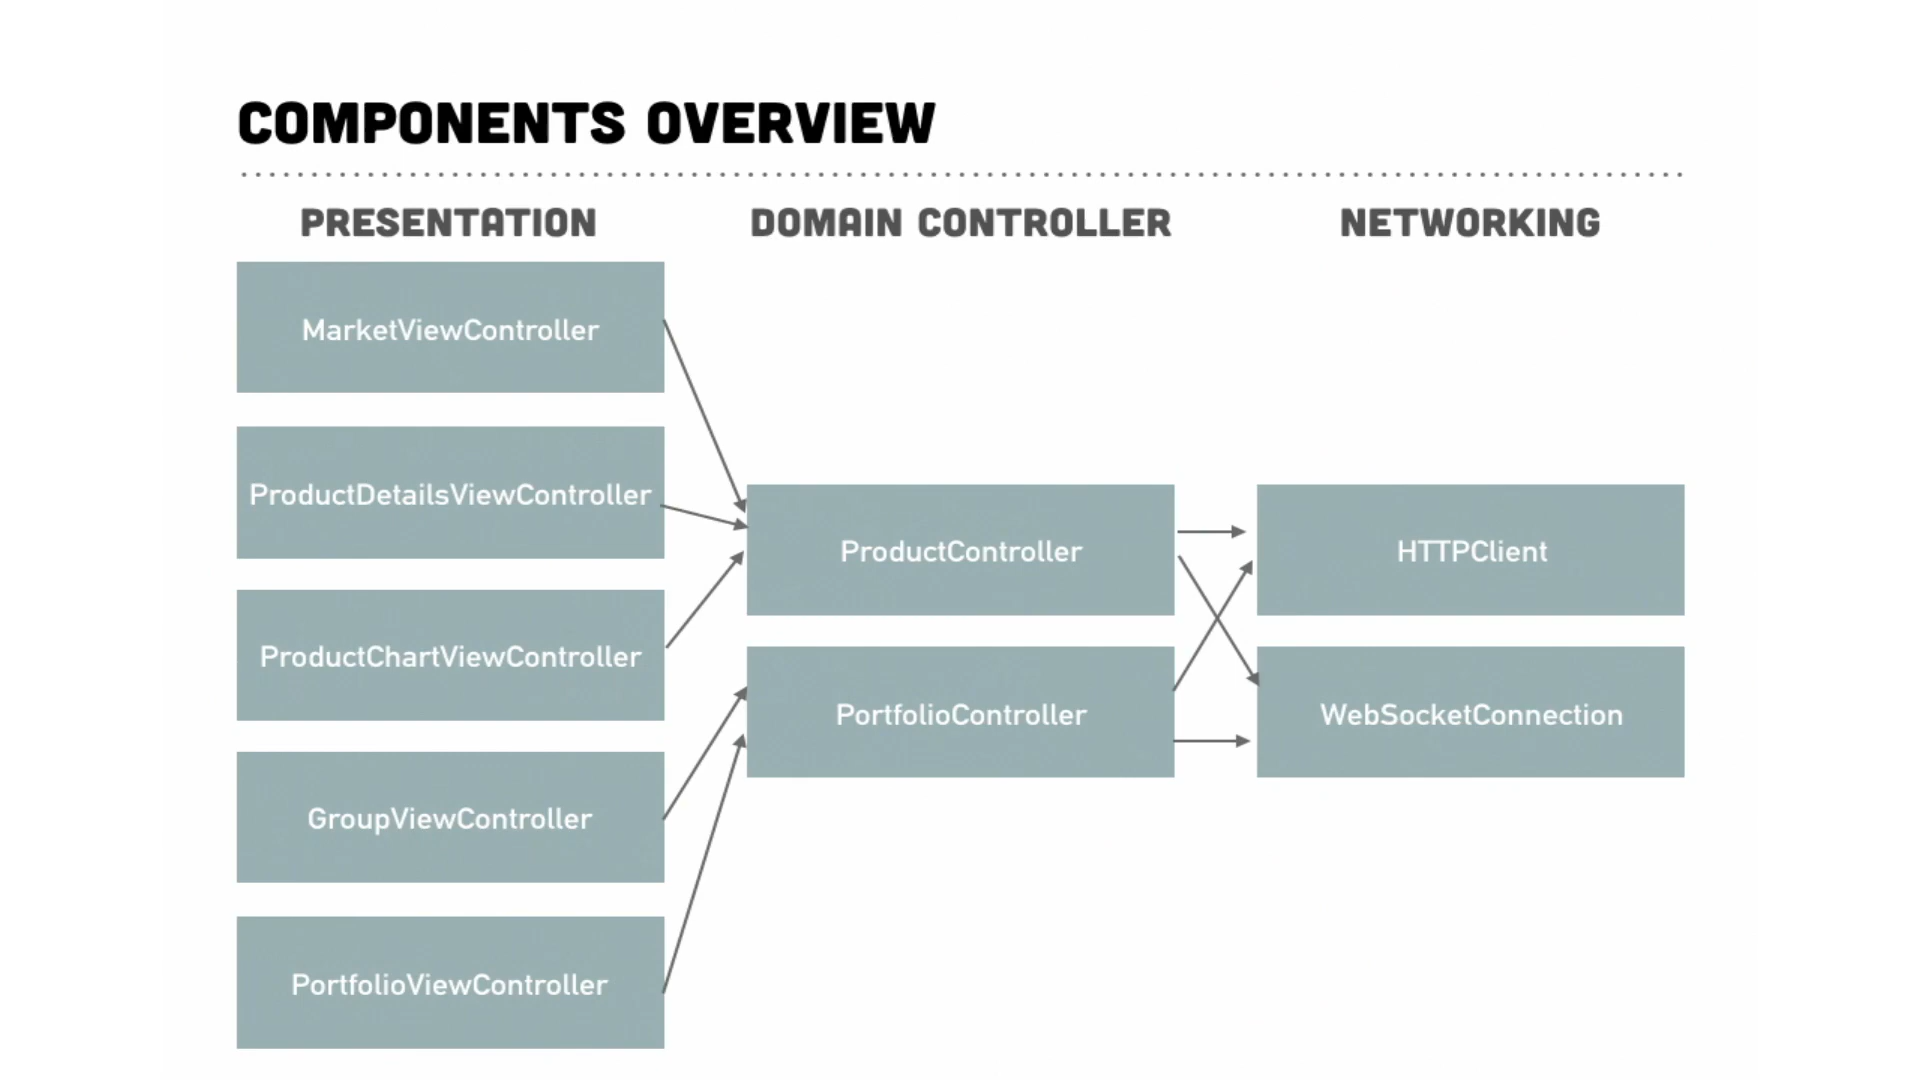 COMPONENTS OVERVIEW
PRESENTATION
MarketViewController
ProductDetailsViewController
ProductChartViewController
GroupViewController
PortfolioViewController
DOMAIN CONTROLLER
ProductController
PortfolioController
NETWORKING
HTTPClient
WebSocketConnection